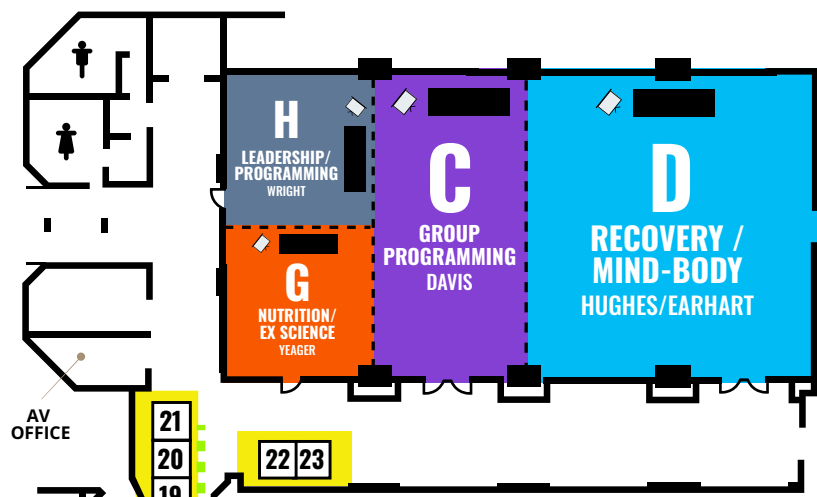 H
LEADERSHIP/
PROGRAMMING
WRIGHT
C
GROUP
PROGRAMMING
DAVIS
D
RECOVERY /
MIND-BODY
HUGHES/EARHART
G
NUTRITION/
EX SCIENCE
YEAGER
AV
OFFICE
21
20
19
22 23